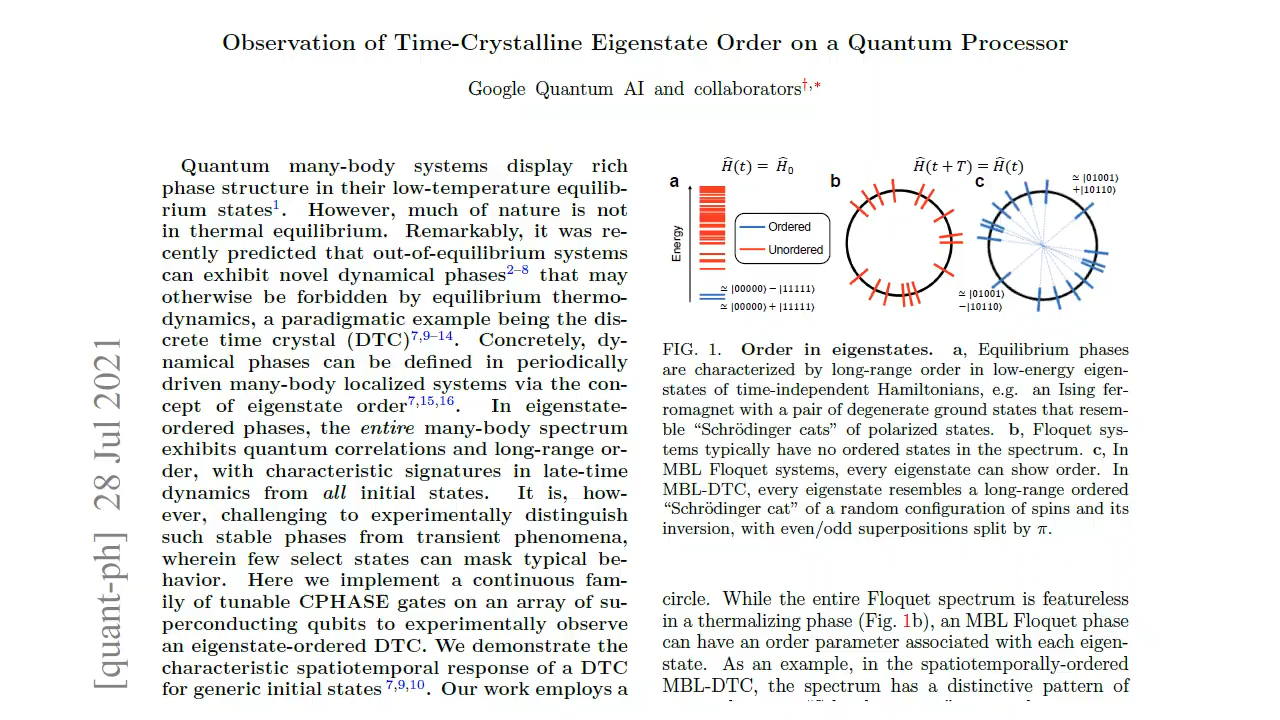 Observation of Time-Crystalline Eigenstate Order on a Quantum Processor
Google Quantum AI and collaborators†,∗
[quant-ph] 28 Jul 2021
Quantum many-body systems display rich
phase structure in their low-temperature equilib-
rium states1. However, much of nature is not
in thermal equilibrium. Remarkably, it was re-
cently predicted that out-of-equilibrium systems
can exhibit novel dynamical phases2–8 that may
otherwise be forbidden by equilibrium thermo-
dynamics, a paradigmatic example being the dis-
crete time crystal (DTC)7,9–14. Concretely, dy-
namical phases can be defined in periodically
driven many-body localized systems via the con-
cept of eigenstate order7,15,16. In eigenstate-
ordered phases, the entire many-body spectrum
exhibits quantum correlations and long-range or-
der, with characteristic signatures in late-time
dynamics from all initial states. It is, how-
ever, challenging to experimentally distinguish
such stable phases from transient phenomena,
wherein few select states can mask typical be-
havior. Here we implement a continuous fam-
ily of tunable CPHASE gates on an array of su-
perconducting qubits to experimentally observe
an eigenstate-ordered DTC. We demonstrate the
characteristic spatiotemporal response of a DTC
for generic initial states 7,9,10. Our work employs a
Ĥ(t) = Ĥ0
Ĥ(t + T) = Ĥ(t)
a
b
c
Energy
Ordered
Unordered
≃ |00000⟩ − |11111⟩
≃ |00000⟩ + |11111⟩
≃ |01001⟩
+|10110⟩
≃ |01001⟩
−|10110⟩
FIG. 1. Order in eigenstates. a, Equilibrium phases
are characterized by long-range order in low-energy eigen-
states of time-independent Hamiltonians, e.g. an Ising fer-
romagnet with a pair of degenerate ground states that resem-
ble “Schrödinger cats” of polarized states. b, Floquet sys-
tems typically have no ordered states in the spectrum. c, In
MBL Floquet systems, every eigenstate can show order. In
MBL-DTC, every eigenstate resembles a long-range ordered
“Schrödinger cat” of a random configuration of spins and its
inversion, with even/odd superpositions split by π.
circle. While the entire Floquet spectrum is featureless
in a thermalizing phase (Fig. 1b), an MBL Floquet phase
can have an order parameter associated with each eigen-
state. As an example, in the spatiotemporally-ordered
MBL-DTC, the spectrum has a distinctive pattern of